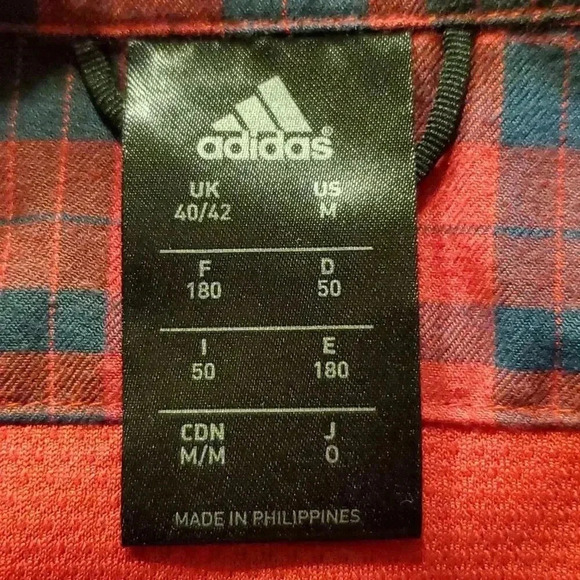 adidas®
UK US
40/42 M
F D
180 50
I E
50 180
CDN J
M/M O
MADE IN PHILIPPINES